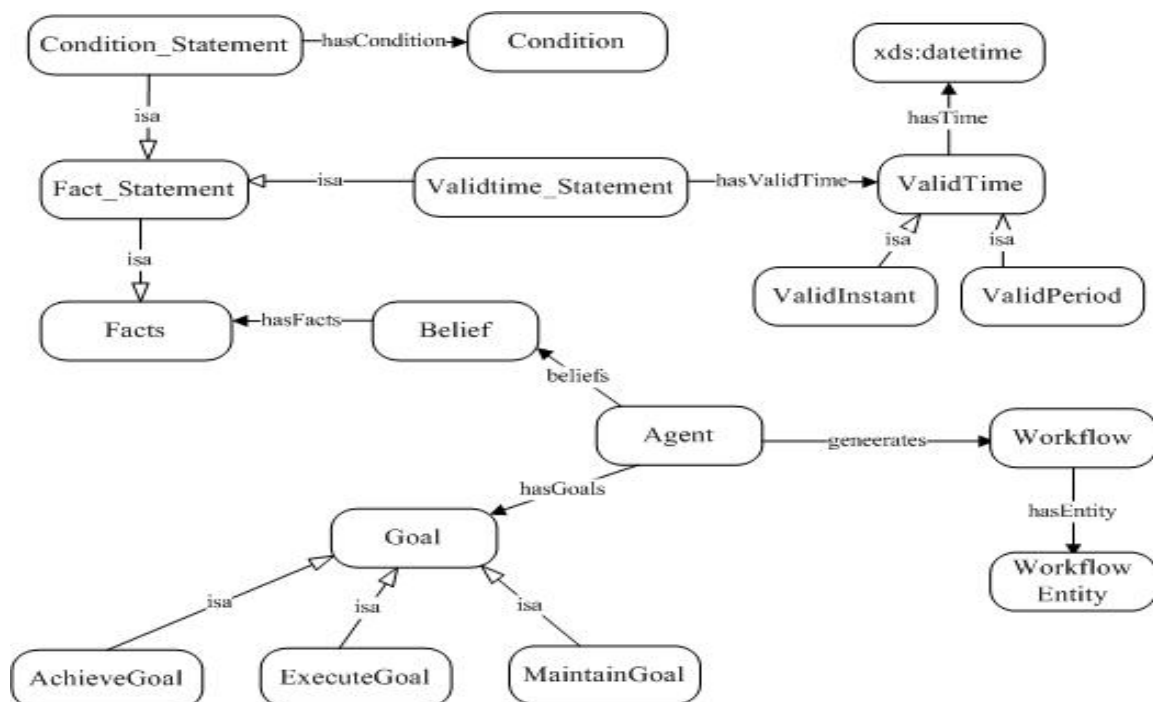 Condition_Statement
hasCondition
Condition
xds:datetime
isa
hasTime
Fact_Statement
isa
Validtime_Statement
hasValidTime
ValidTime
isa
isa
isa
ValidInstant
ValidPeriod
Facts
hasFacts
Belief
beliefs
Agent
geneerates
Workflow
hasGoals
hasEntity
Goal
Workflow
Entity
isa
isa
isa
AchieveGoal
ExecuteGoal
MaintainGoal